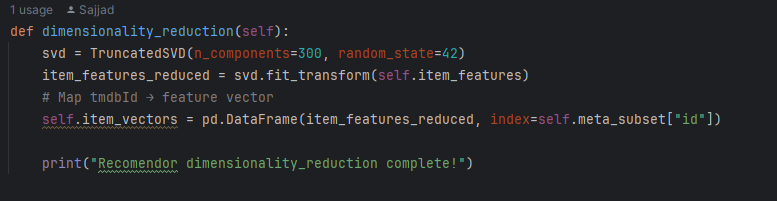 1 usage Sajjad
def dimensionality_reduction(self):
    svd = TruncatedSVD(n_components=300, random_state=42)
    item_features_reduced = svd.fit_transform(self.item_features)
    # Map tmdbId → feature vector
    self.item_vectors = pd.DataFrame(item_features_reduced, index=self.meta_subset["id"])
    print("Recomendor dimensionality_reduction complete!")